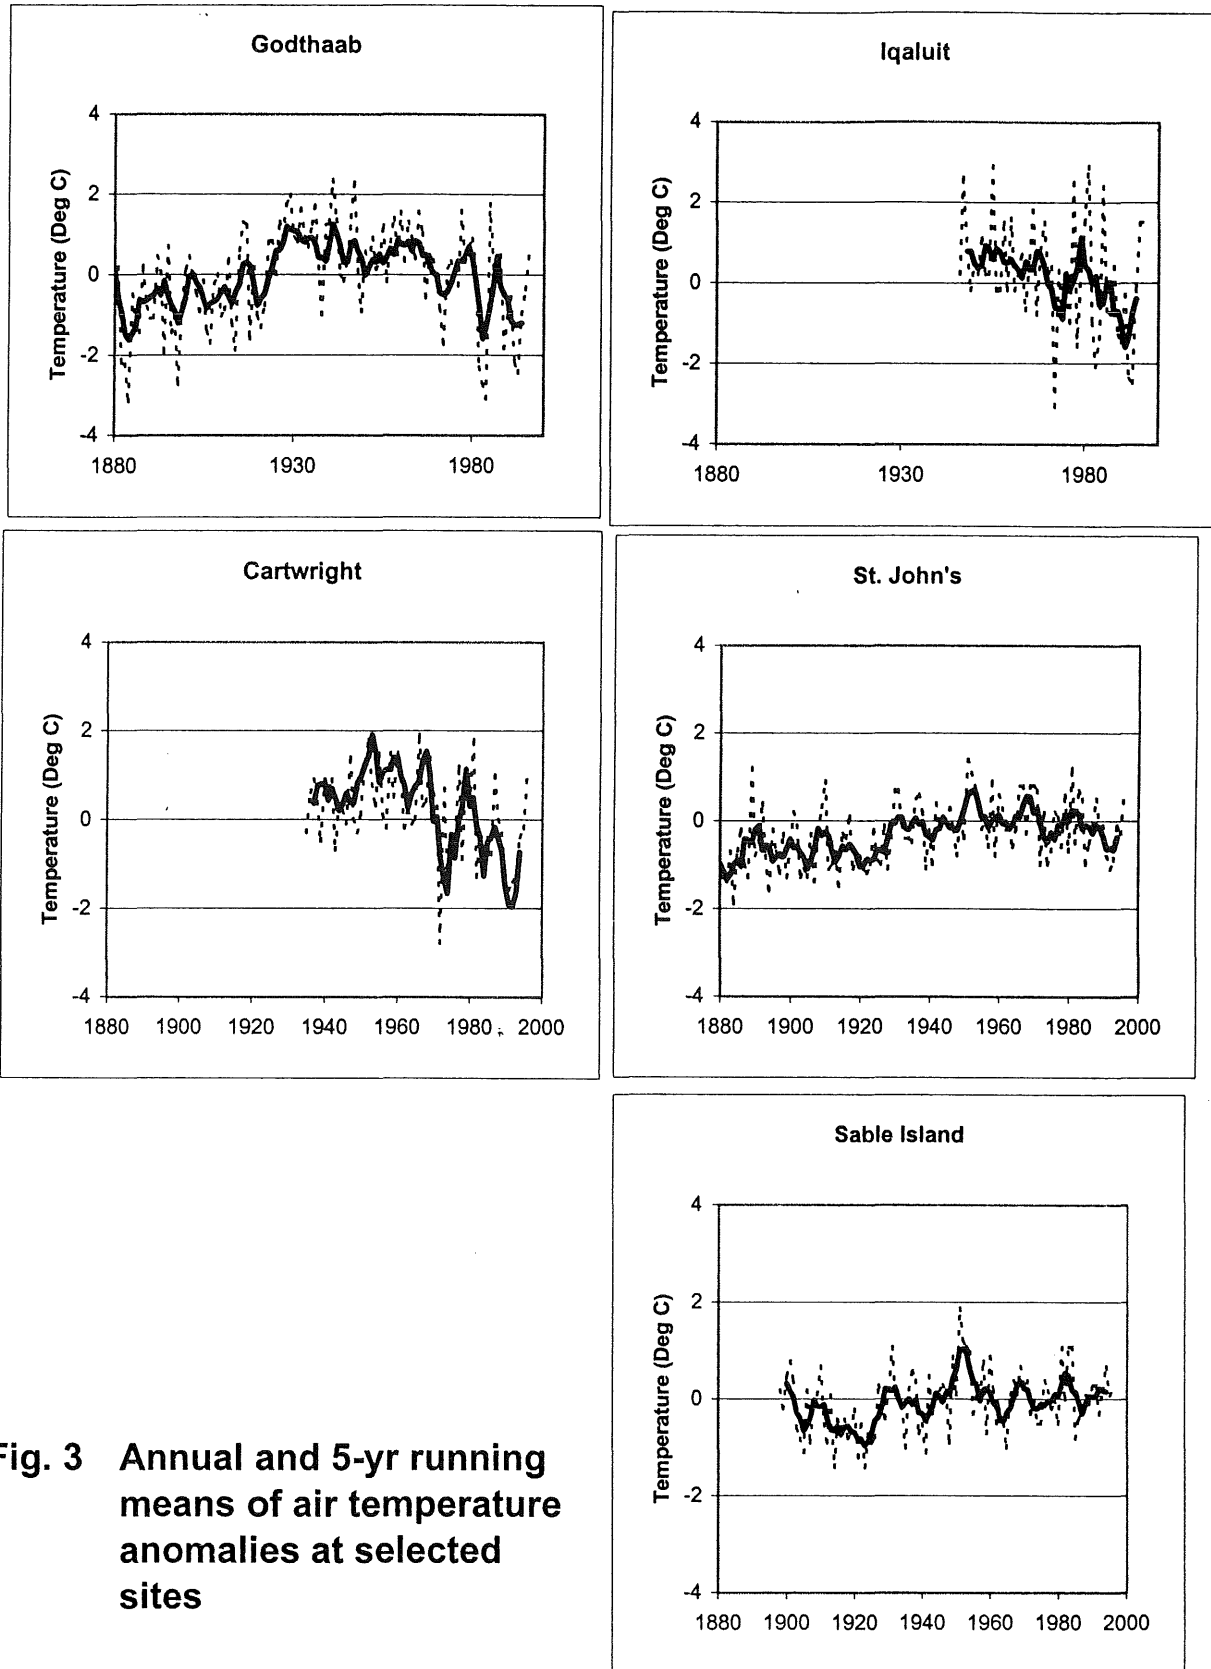 Godthaab
Temperature (Deg C)
4
2
0
-2
-4
1880 1930 1980
Iqaluit
Temperature (Deg C)
4
2
0
-2
-4
1880 1930 1980
Cartwright
Temperature (Deg C)
4
2
0
-2
-4
1880 1900 1920 1940 1960 1980 2000
St. John's
Temperature (Deg C)
4
2
0
-2
-4
1880 1900 1920 1940 1960 1980 2000
Sable Island
Temperature (Deg C)
4
2
0
-2
-4
1880 1900 1920 1940 1960 1980 2000
Fig. 3 Annual and 5-yr running
means of air temperature
anomalies at selected
sites